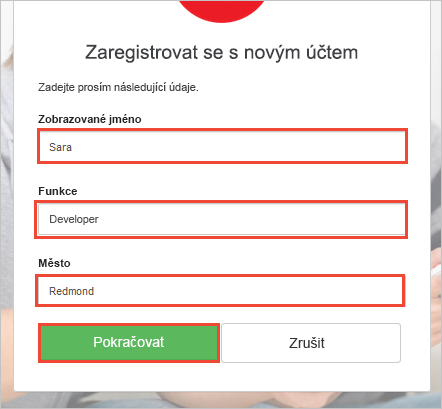 Zaregistrovat se s novým účtem
Zadejte prosím následující údaje.
Zobrazované jméno
Sara
Funkce
Developer
Město
Redmond
Pokračovat Zrušit